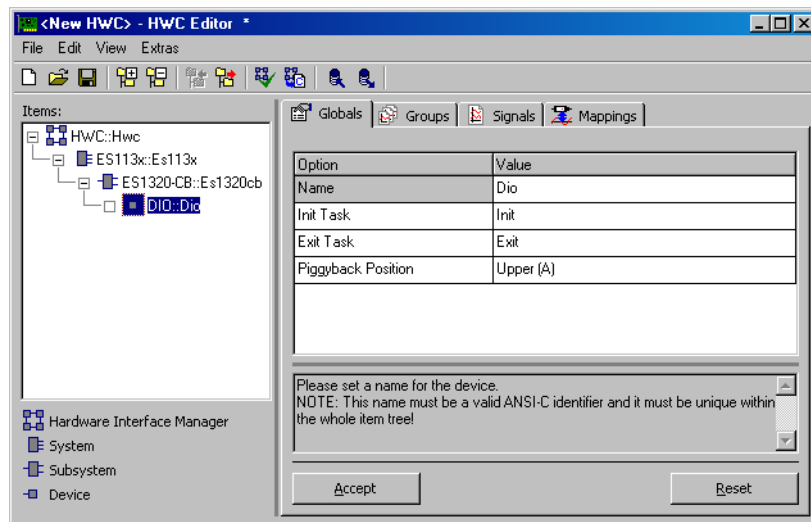 <New HWC> - HWC Editor *
File Edit View Extras
Items:
HWC::Hwc
ES113x::Es113x
ES1320-CB::Es1320cb
DIO::Dio
Hardware Interface Manager
System
Subsystem
Device
Globals Groups Signals Mappings
Option Value
Name Dio
Init Task Init
Exit Task Exit
Piggyback Position Upper (A)
Please set a name for the device.
NOTE: This name must be a valid ANSI-C identifier and it must be unique within
the whole item tree!
Accept Reset